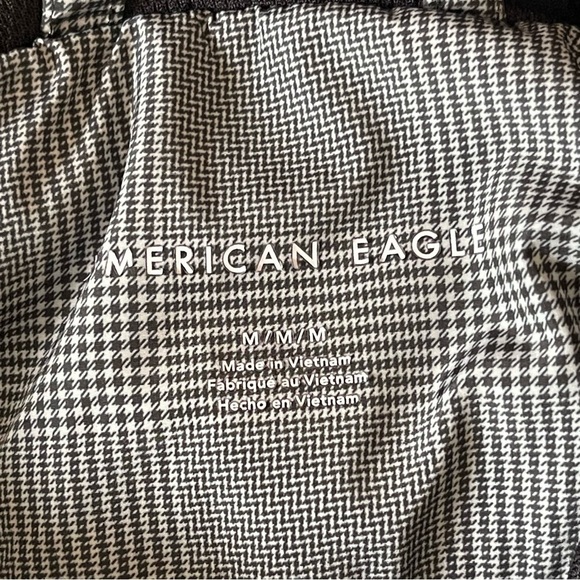 MERICAN EAGLE
M/M/M
Made in Vietnam
Fabriqué au Vietnam
Hecho en Vietnam